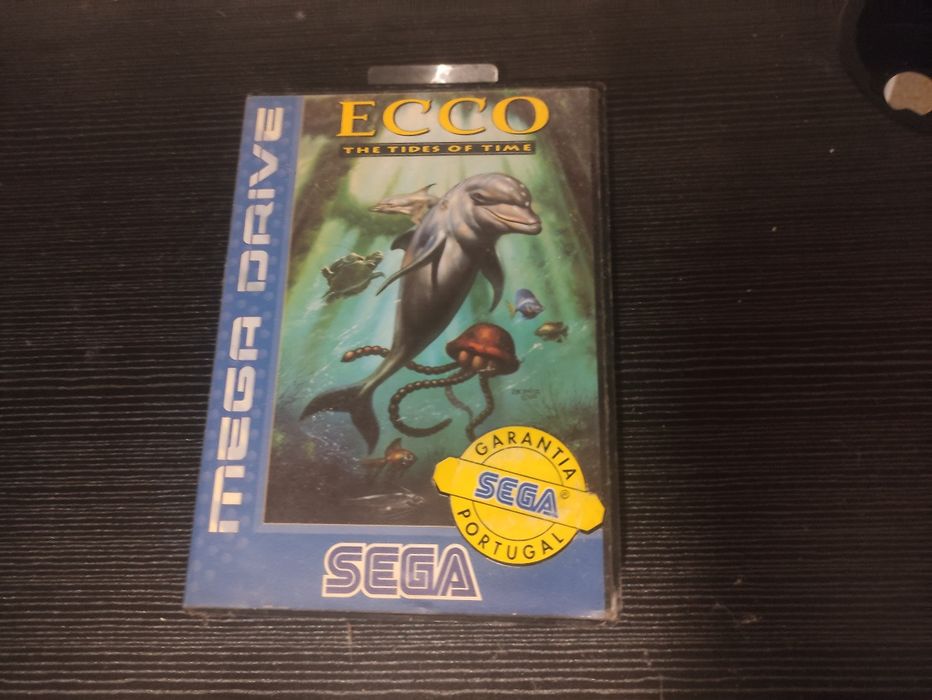 MEGA DRIVE
ECCO
THE TIDES OF TIME
GARANTIA
SEGA®
PORTUGAL
SEGA